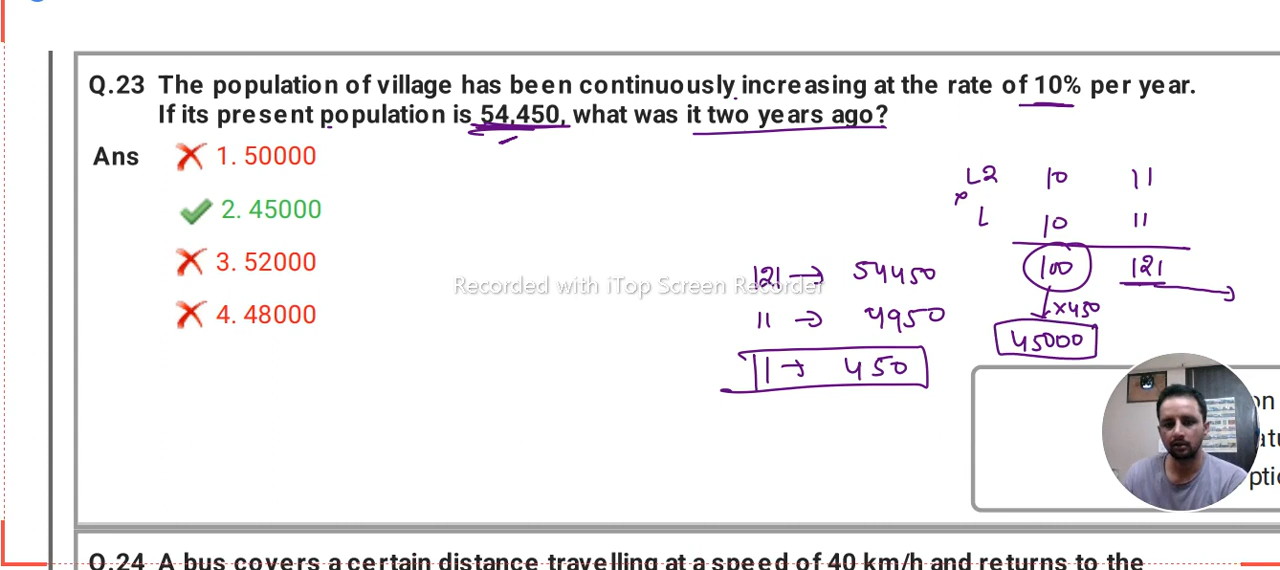 Q.23 The population of village has been continuously increasing at the rate of 10% per year.
If its present population is 54,450, what was it two years ago?
Ans 1. 50000
2. 45000
3. 52000
4. 48000
L2 10 11
L 10 11
100 121
×450
45000
121 → 54450
11 → 4950
→ 450
Recorded with iTop Screen Recorder
on
atu
ptio
Q.24 A bus covers a certain distance travelling at a speed of 40 km/h and returns to the